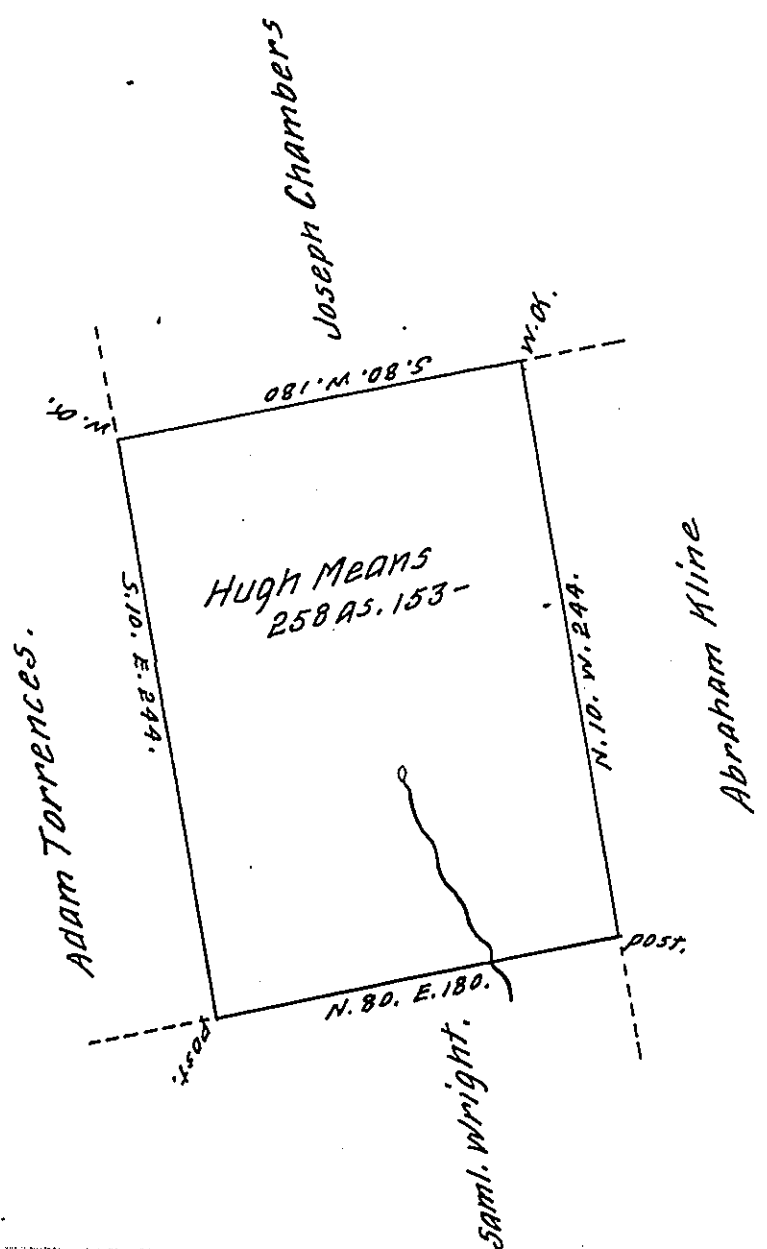 Joseph Chambers
W.O.
W.O.
S. 80. W. 180
Hugh Means
258 AS. 153-
S. 10. E. 244.
N. 10. W. 244.
Adam Torrences.
Abraham Kline
post.
N. 80. E. 180.
post.
Saml. Wright.